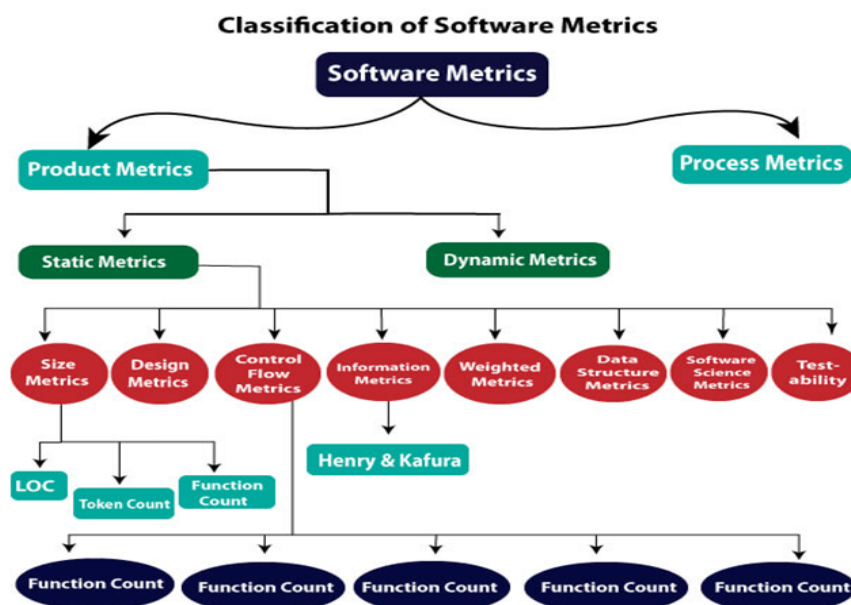 Classification of Software Metrics
Software Metrics
Product Metrics
Process Metrics
Static Metrics
Dynamic Metrics
Size
Metrics
Design
Metrics
Control
Flow
Metrics
Information
Metrics
Weighted
Metrics
Data
Structure
Metrics
Software
Science
Metrics
Test-
ability
LOC
Token Count
Function
Count
Henry & Kafura
Function Count
Function Count
Function Count
Function Count
Function Count